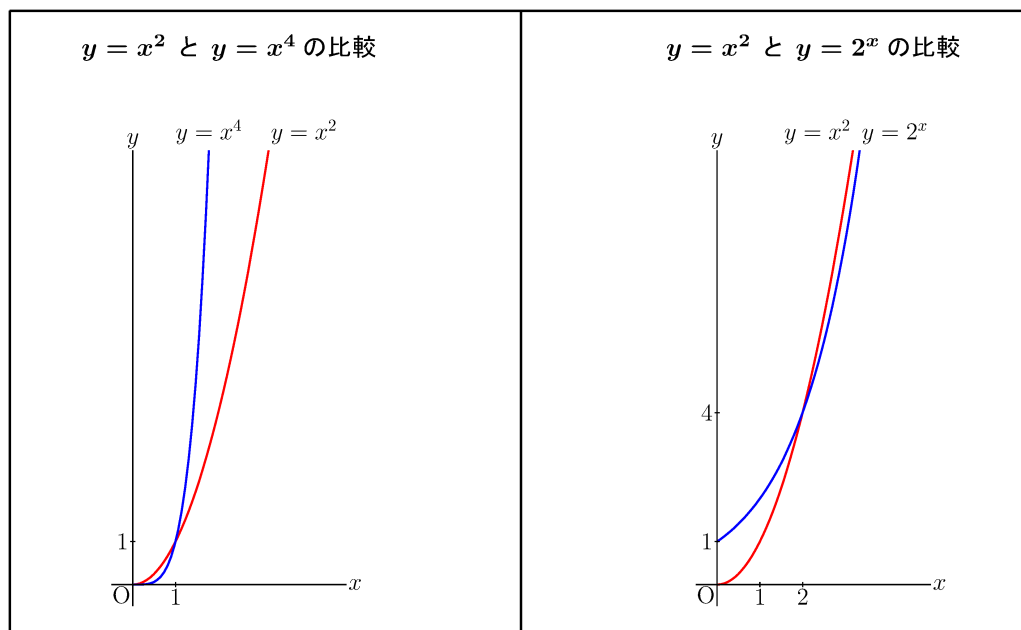 y = x² と y = x⁴ の比較
y
y = x⁴
y = x²
1
O
1
x
y = x² と y = 2ˣ の比較
y
y = x²
y = 2ˣ
4
1
O
1
2
x